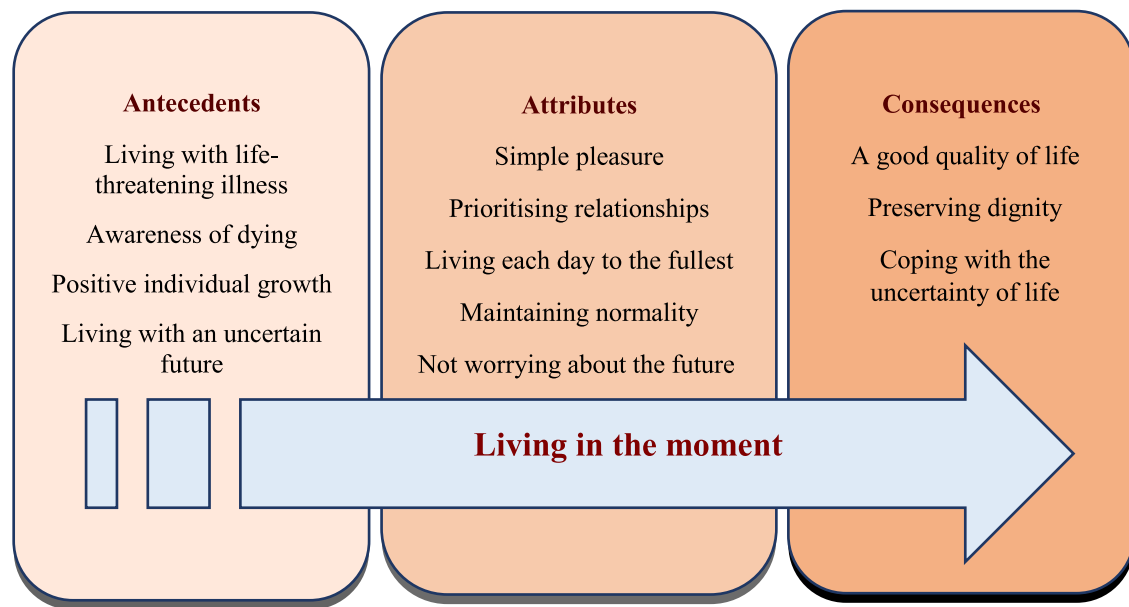 Antecedents
Living with life-
threatening illness
Awareness of dying
Positive individual growth
Living with an uncertain
future
Attributes
Simple pleasure
Prioritising relationships
Living each day to the fullest
Maintaining normality
Not worrying about the future
Consequences
A good quality of life
Preserving dignity
Coping with the
uncertainty of life
Living in the moment